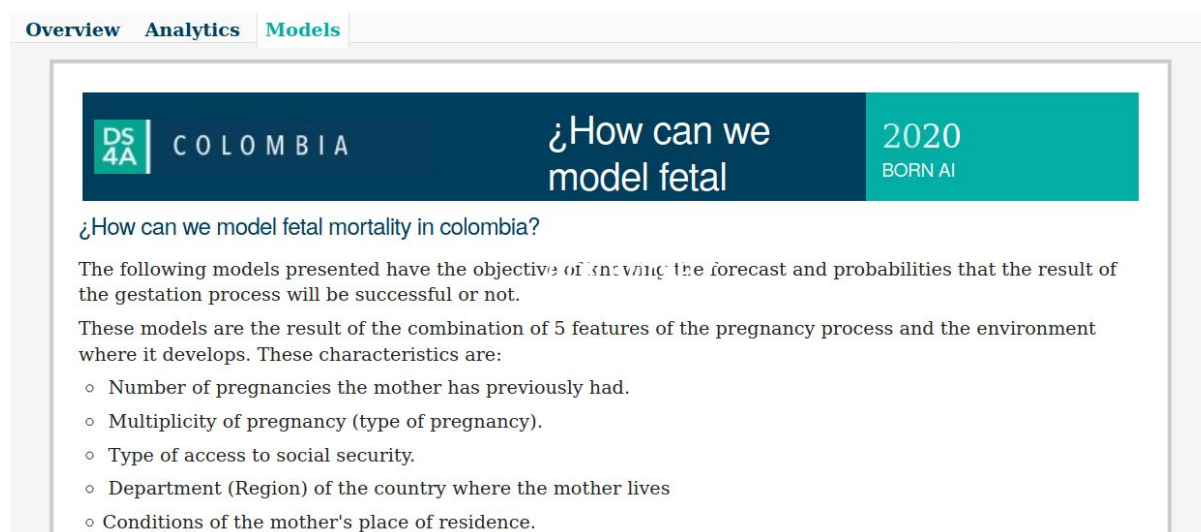 Overview Analytics Models
DS
4A
COLOMBIA
¿How can we
model fetal
2020
BORN AI
¿How can we model fetal mortality in colombia?
The following models presented have the objective of knowing the forecast and probabilities that the result of
the gestation process will be successful or not.
These models are the result of the combination of 5 features of the pregnancy process and the environment
where it develops. These characteristics are:
◦ Number of pregnancies the mother has previously had.
◦ Multiplicity of pregnancy (type of pregnancy).
◦ Type of access to social security.
◦ Department (Region) of the country where the mother lives
◦ Conditions of the mother's place of residence.